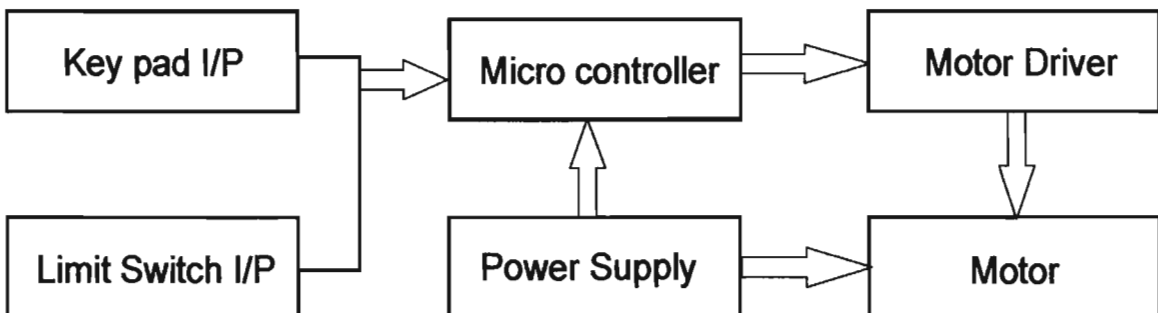 Key pad I/P
Micro controller
Motor Driver
Limit Switch I/P
Power Supply
Motor